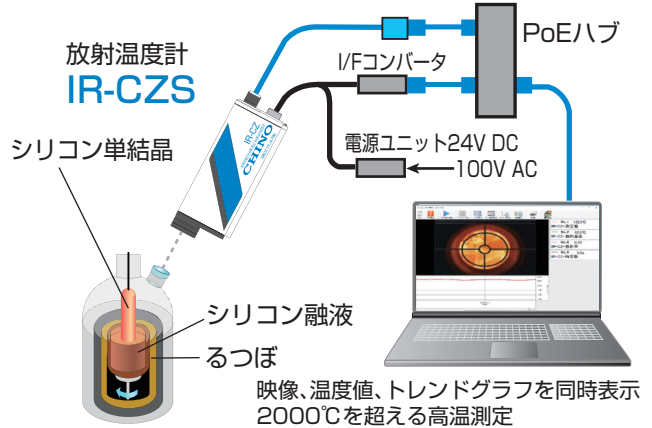 放射温度計
IR-CZS
PoEハブ
I/Fコンバータ
電源ユニット24V DC
100V AC
IR-CZ
CHINO
シリコン単結晶
シリコン融液
るつぼ
映像、温度値、トレンドグラフを同時表示
2000℃を超える高温測定